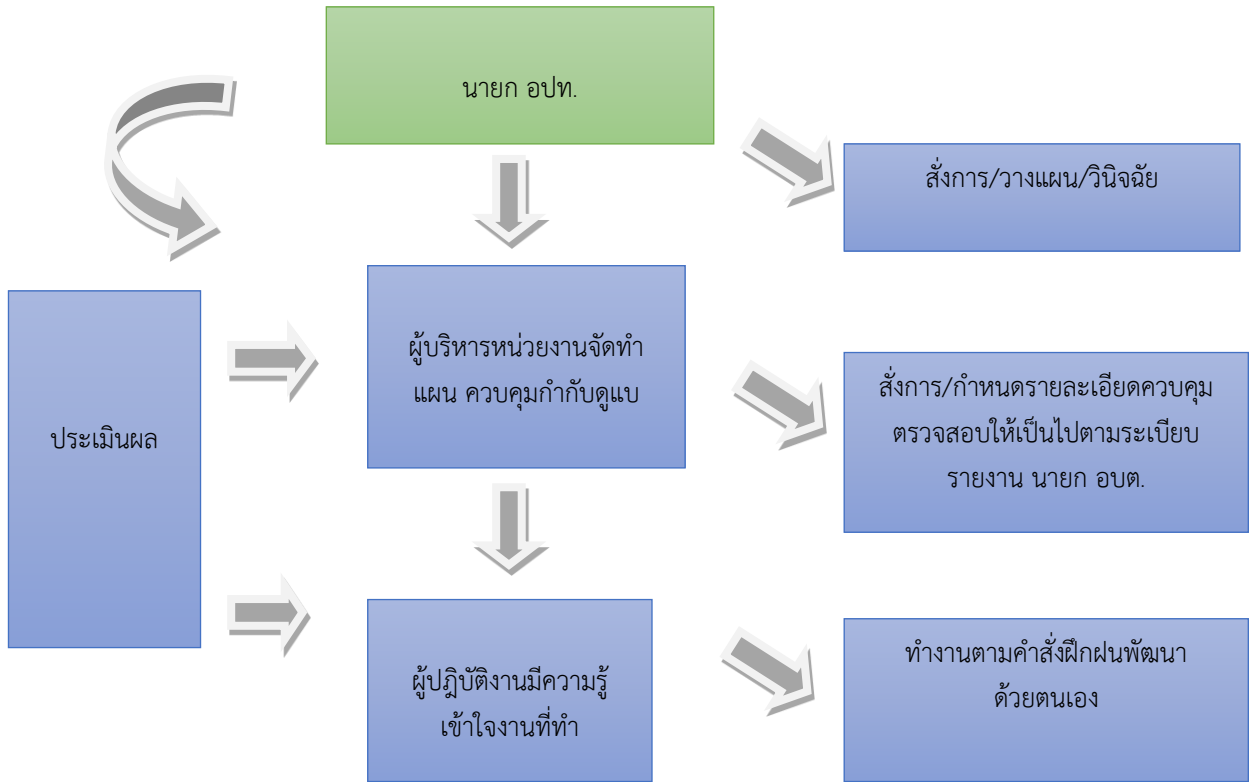 นายก อปท.
สั่งการ/วางแผน/วินิจฉัย
ผู้บริหารหน่วยงานจัดทำ
แผน ควบคุมกำกับดูแบ
สั่งการ/กำหนดรายละเอียดควบคุม
ตรวจสอบให้เป็นไปตามระเบียบ
รายงาน นายก อบต.
ประเมินผล
ผู้ปฎิบัติงานมีความรู้
เข้าใจงานที่ทำ
ทำงานตามคำสั่งฝึกฝนพัฒนา
ด้วยตนเอง